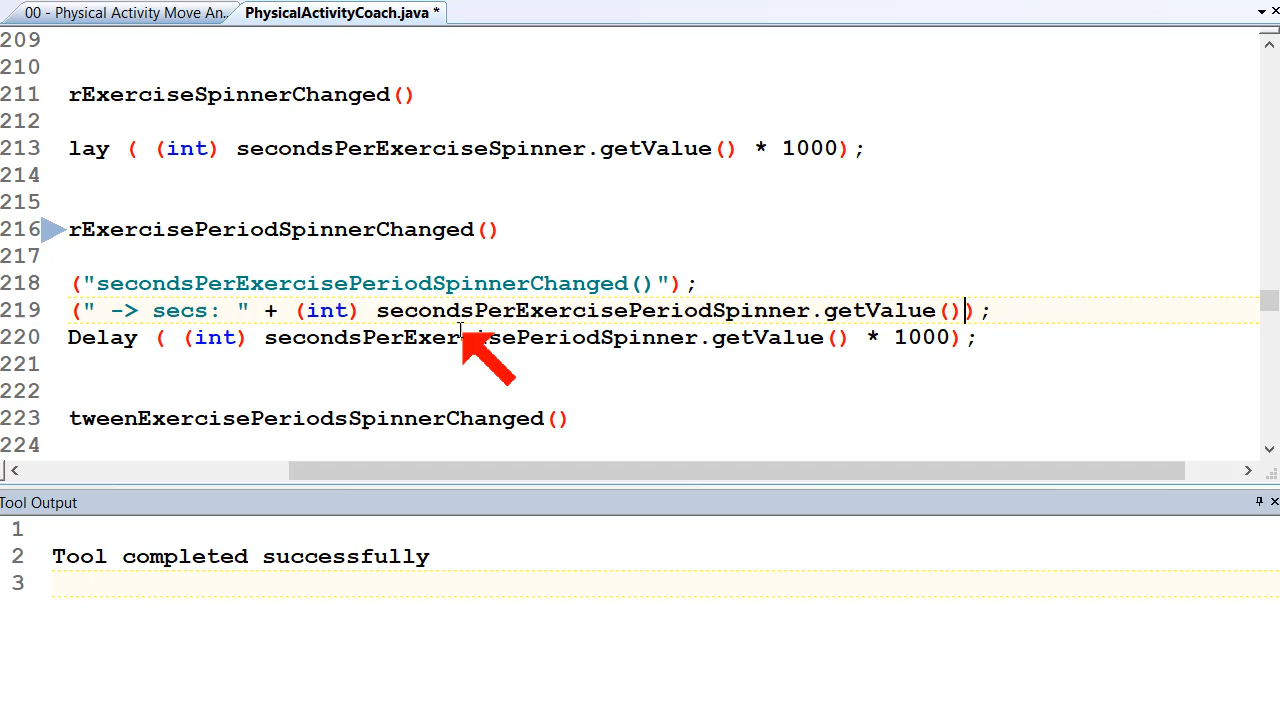 00 - Physical Activity Move An.. PhysicalActivityCoach.java *
209
210
211 rExerciseSpinnerChanged()
212
213 lay ( (int) secondsPerExerciseSpinner.getValue() * 1000);
214
215
216 rExercisePeriodSpinnerChanged()
217
218 ("secondsPerExercisePeriodSpinnerChanged()");
219 (" -> secs: " + (int) secondsPerExercisePeriodSpinner.getValue());
220 Delay ( (int) secondsPerExercisePeriodSpinner.getValue() * 1000);
221
222
223 tweenExercisePeriodsSpinnerChanged()
224
Tool Output
1
2 Tool completed successfully
3